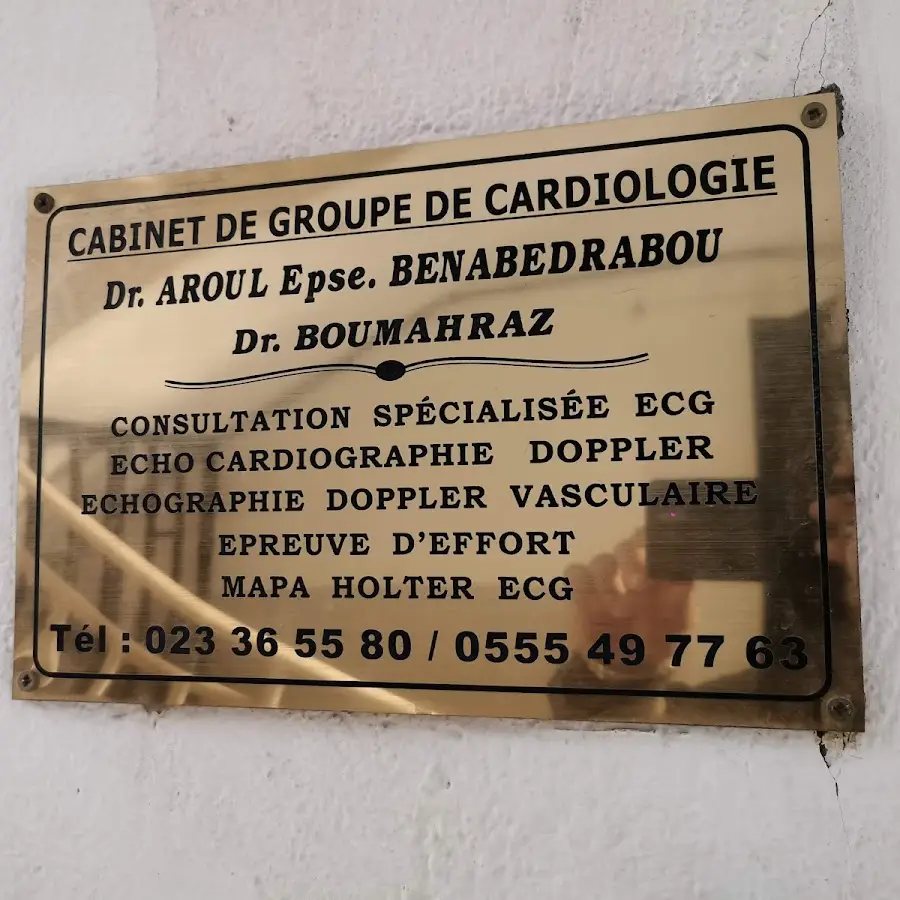 CABINET DE GROUPE DE CARDIOLOGIE
Dr. AROUL Epse. BENABEDRABOU
Dr. BOUMAHRAZ
CONSULTATION SPÉCIALISÉE ECG
ECHO CARDIOGRAPHIE DOPPLER
ECHOGRAPHIE DOPPLER VASCULAIRE
EPREUVE D'EFFORT
MAPA HOLTER ECG
Tél : 023 36 55 80 / 0555 49 77 63